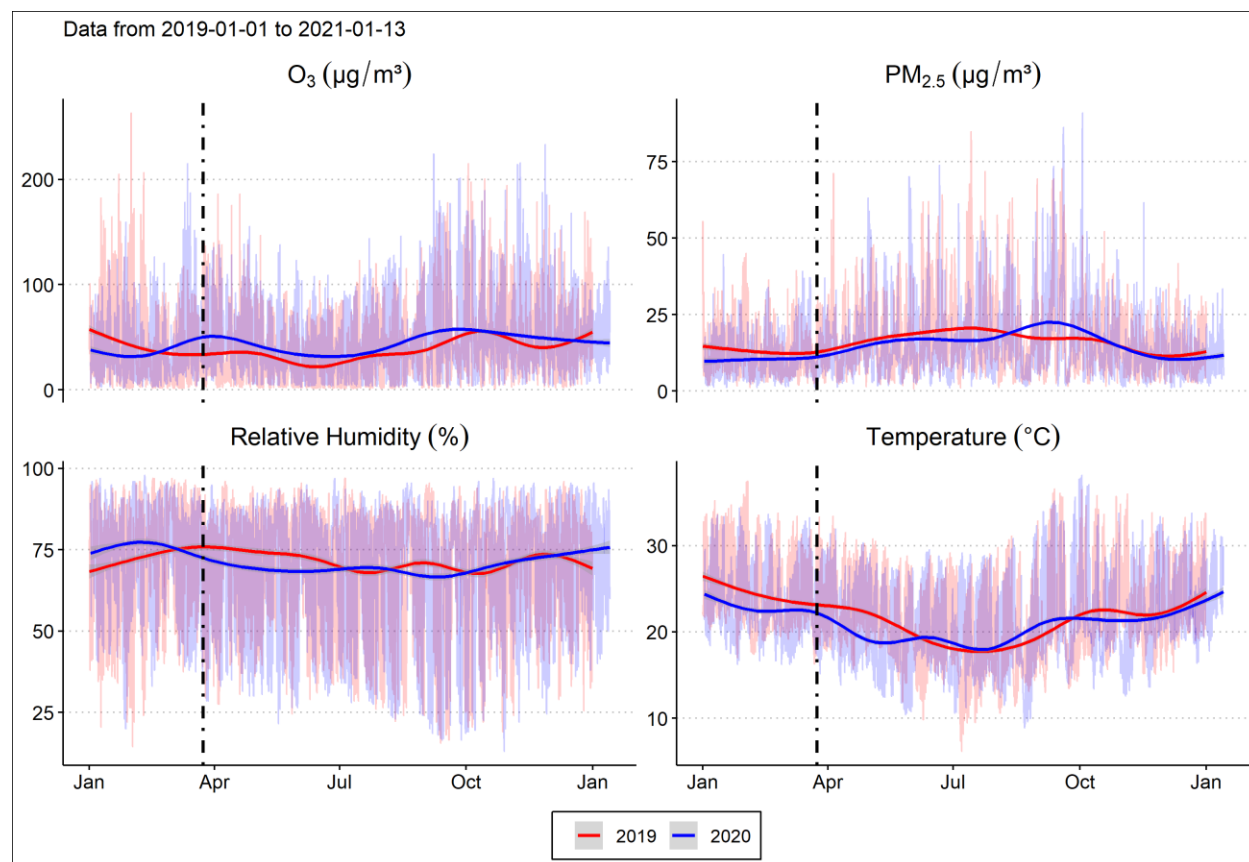 Data from 2019-01-01 to 2021-01-13
O₃ (µg/m³)
PM₂.₅ (µg/m³)
200
100
0
75
50
25
0
Relative Humidity (%)
Temperature (°C)
100
75
50
25
30
20
10
Jan Apr Jul Oct Jan
Jan Apr Jul Oct Jan
2019 2020